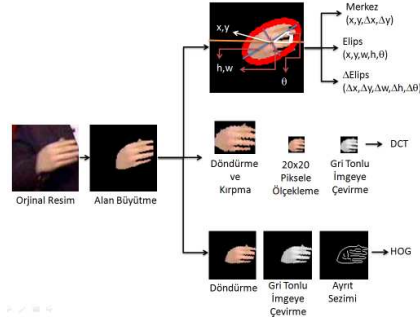 Merkez
(x,y,Δx,Δy)
x,y
Elips
(x,y,w,h,θ)
h,w
θ
ΔElips
(Δx,Δy,Δw,Δh,Δθ)
Orjinal Resim
Alan Büyütme
Döndürme
ve
Kırpma
20x20
Piksele
Ölçekleme
Gri Tonlu
İmgeye
Çevirme
DCT
Döndürme
Gri Tonlu
İmgeye
Çevirme
Ayrıt
Sezimi
HOG